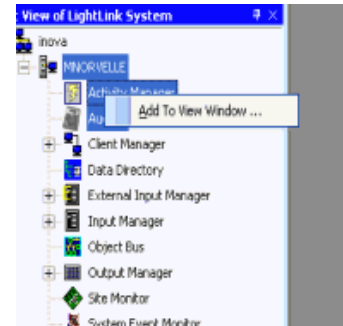 View of LightLink System
inova
MNORVELLE
Activity Manager
Add To View Window ...
Client Manager
Data Directory
External Input Manager
Input Manager
Object Bus
Output Manager
Site Monitor
System Event Monitor